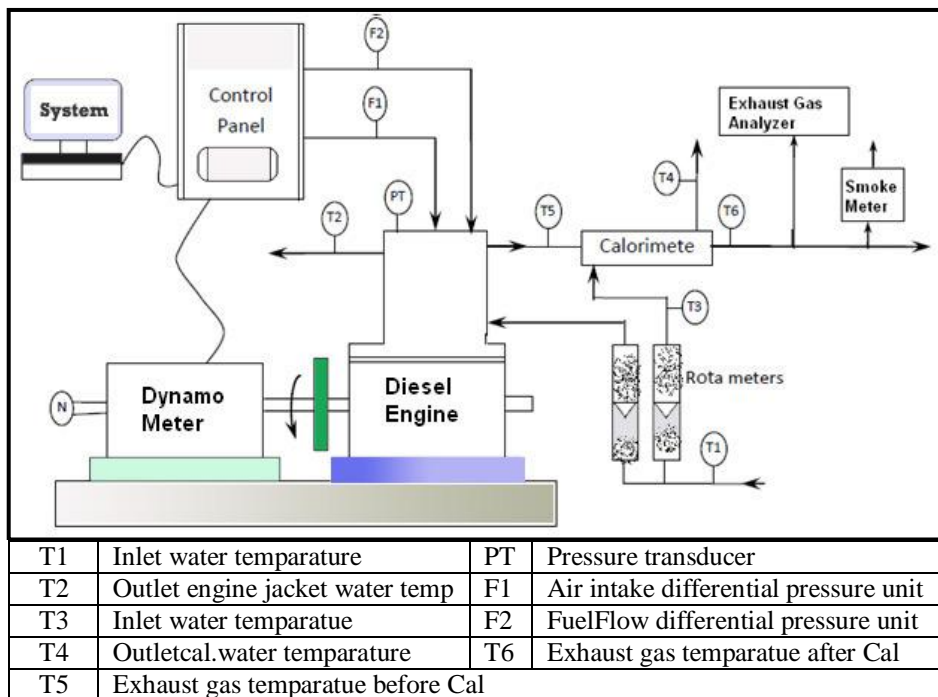 F2
System
Control
Panel
F1
Exhaust Gas
Analyzer
T4
Smoke
Meter
T2
PT
T5
Calorimete
T6
T3
Rota meters
Dynamo
Meter
N
Diesel
Engine
T1
T1 Inlet water temparature PT Pressure transducer
T2 Outlet engine jacket water temp F1 Air intake differential pressure unit
T3 Inlet water temparatue F2 FuelFlow differential pressure unit
T4 Outletcal.water temparature T6 Exhaust gas temparatue after Cal
T5 Exhaust gas temparatue before Cal